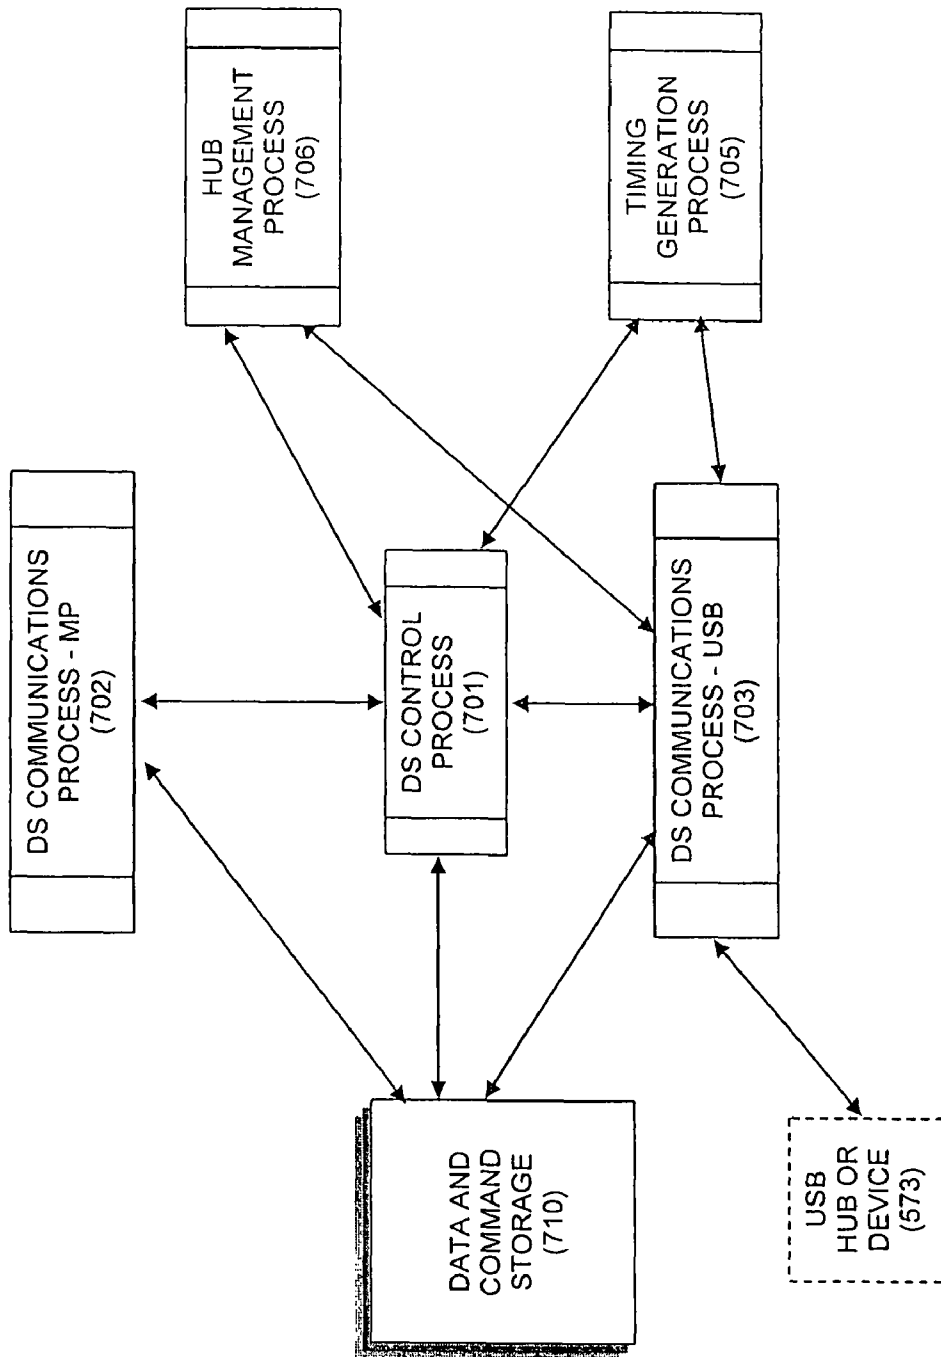 DS COMMUNICATIONS
PROCESS - MP
(702)
HUB
MANAGEMENT
PROCESS
(706)
DATA AND
COMMAND
STORAGE
(710)
DS CONTROL
PROCESS
(701)
TIMING
GENERATION
PROCESS
(705)
DS COMMUNICATIONS
PROCESS - USB
(703)
USB
HUB OR
DEVICE
(573)